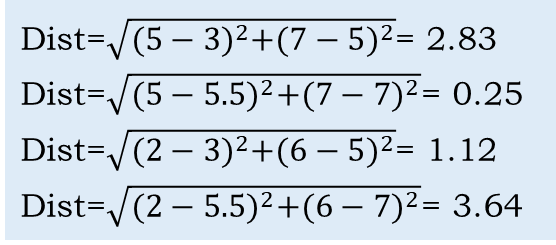 Dist=√(5 − 3)²+(7 − 5)²= 2.83
Dist=√(5 − 5.5)²+(7 − 7)²= 0.25
Dist=√(2 − 3)²+(6 − 5)²= 1.12
Dist=√(2 − 5.5)²+(6 − 7)²= 3.64